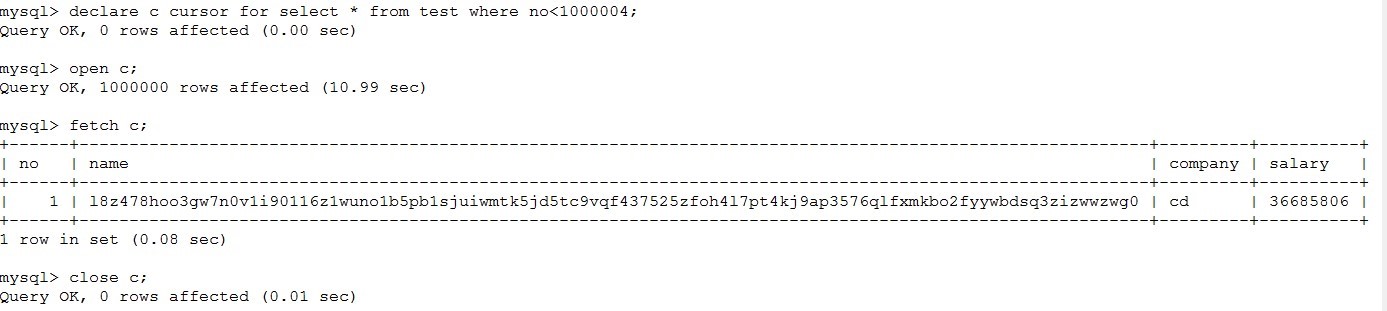 mysql> declare c cursor for select * from test where no<1000004;
Query OK, 0 rows affected (0.00 sec)
mysql> open c;
Query OK, 1000000 rows affected (10.99 sec)
mysql> fetch c;
| no | name | company | salary |
| 1 | l8z478hoo3gw7n0v1i90116z1wuno1b5pb1sjuiwmtk5jd5tc9vqf437525zfoh4l7pt4kj9ap3576qlfxmkbo2fyywbdsq3zizwwzwg0 | cd | 36685806 |
1 row in set (0.08 sec)
mysql> close c;
Query OK, 0 rows affected (0.01 sec)